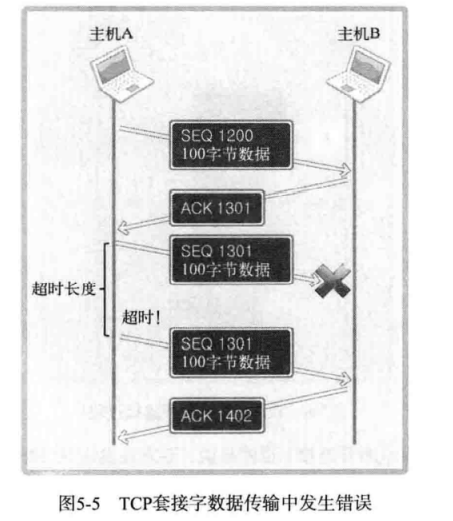 主机A
主机B
SEQ 1200
100字节数据
ACK 1301
SEQ 1301
100字节数据
超时长度
超时!
SEQ 1301
100字节数据
ACK 1402
图5-5 TCP套接字数据传输中发生错误